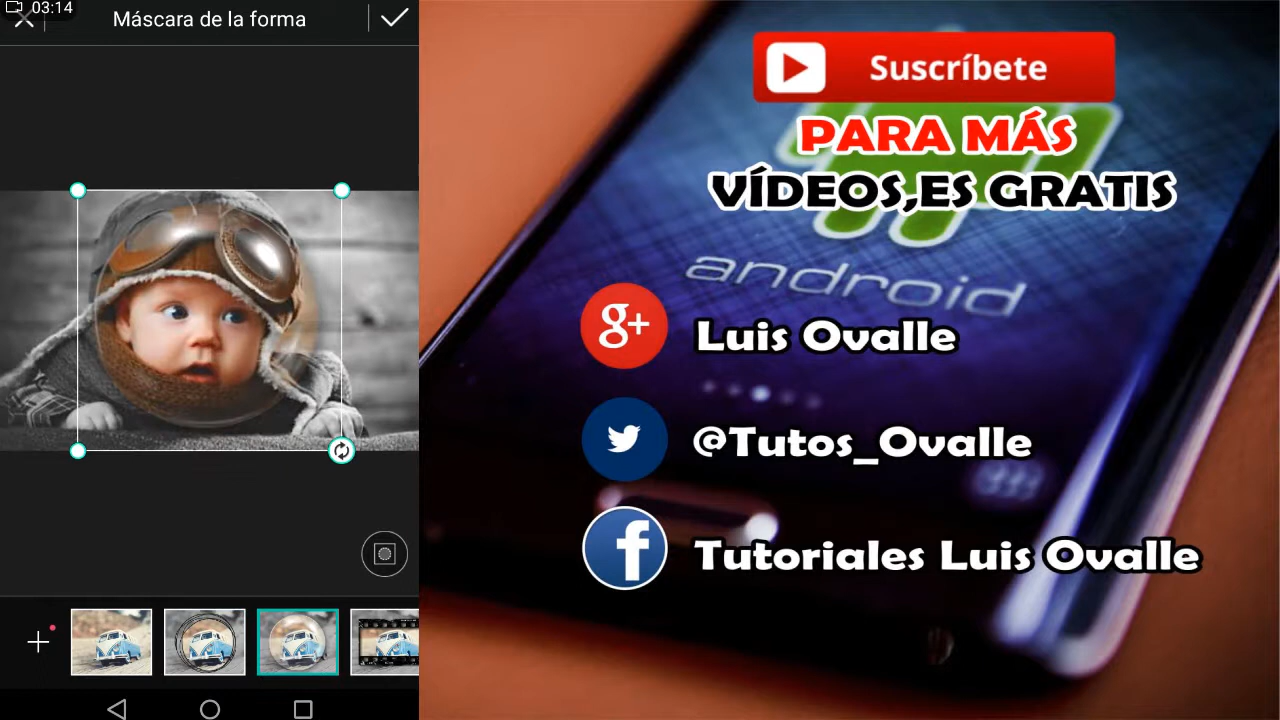 03:14
Máscara de la forma
Suscríbete
PARA MÁS
VÍDEOS,ES GRATIS
android
g+ Luis Ovalle
@Tutos_Ovalle
f Tutoriales Luis Ovalle